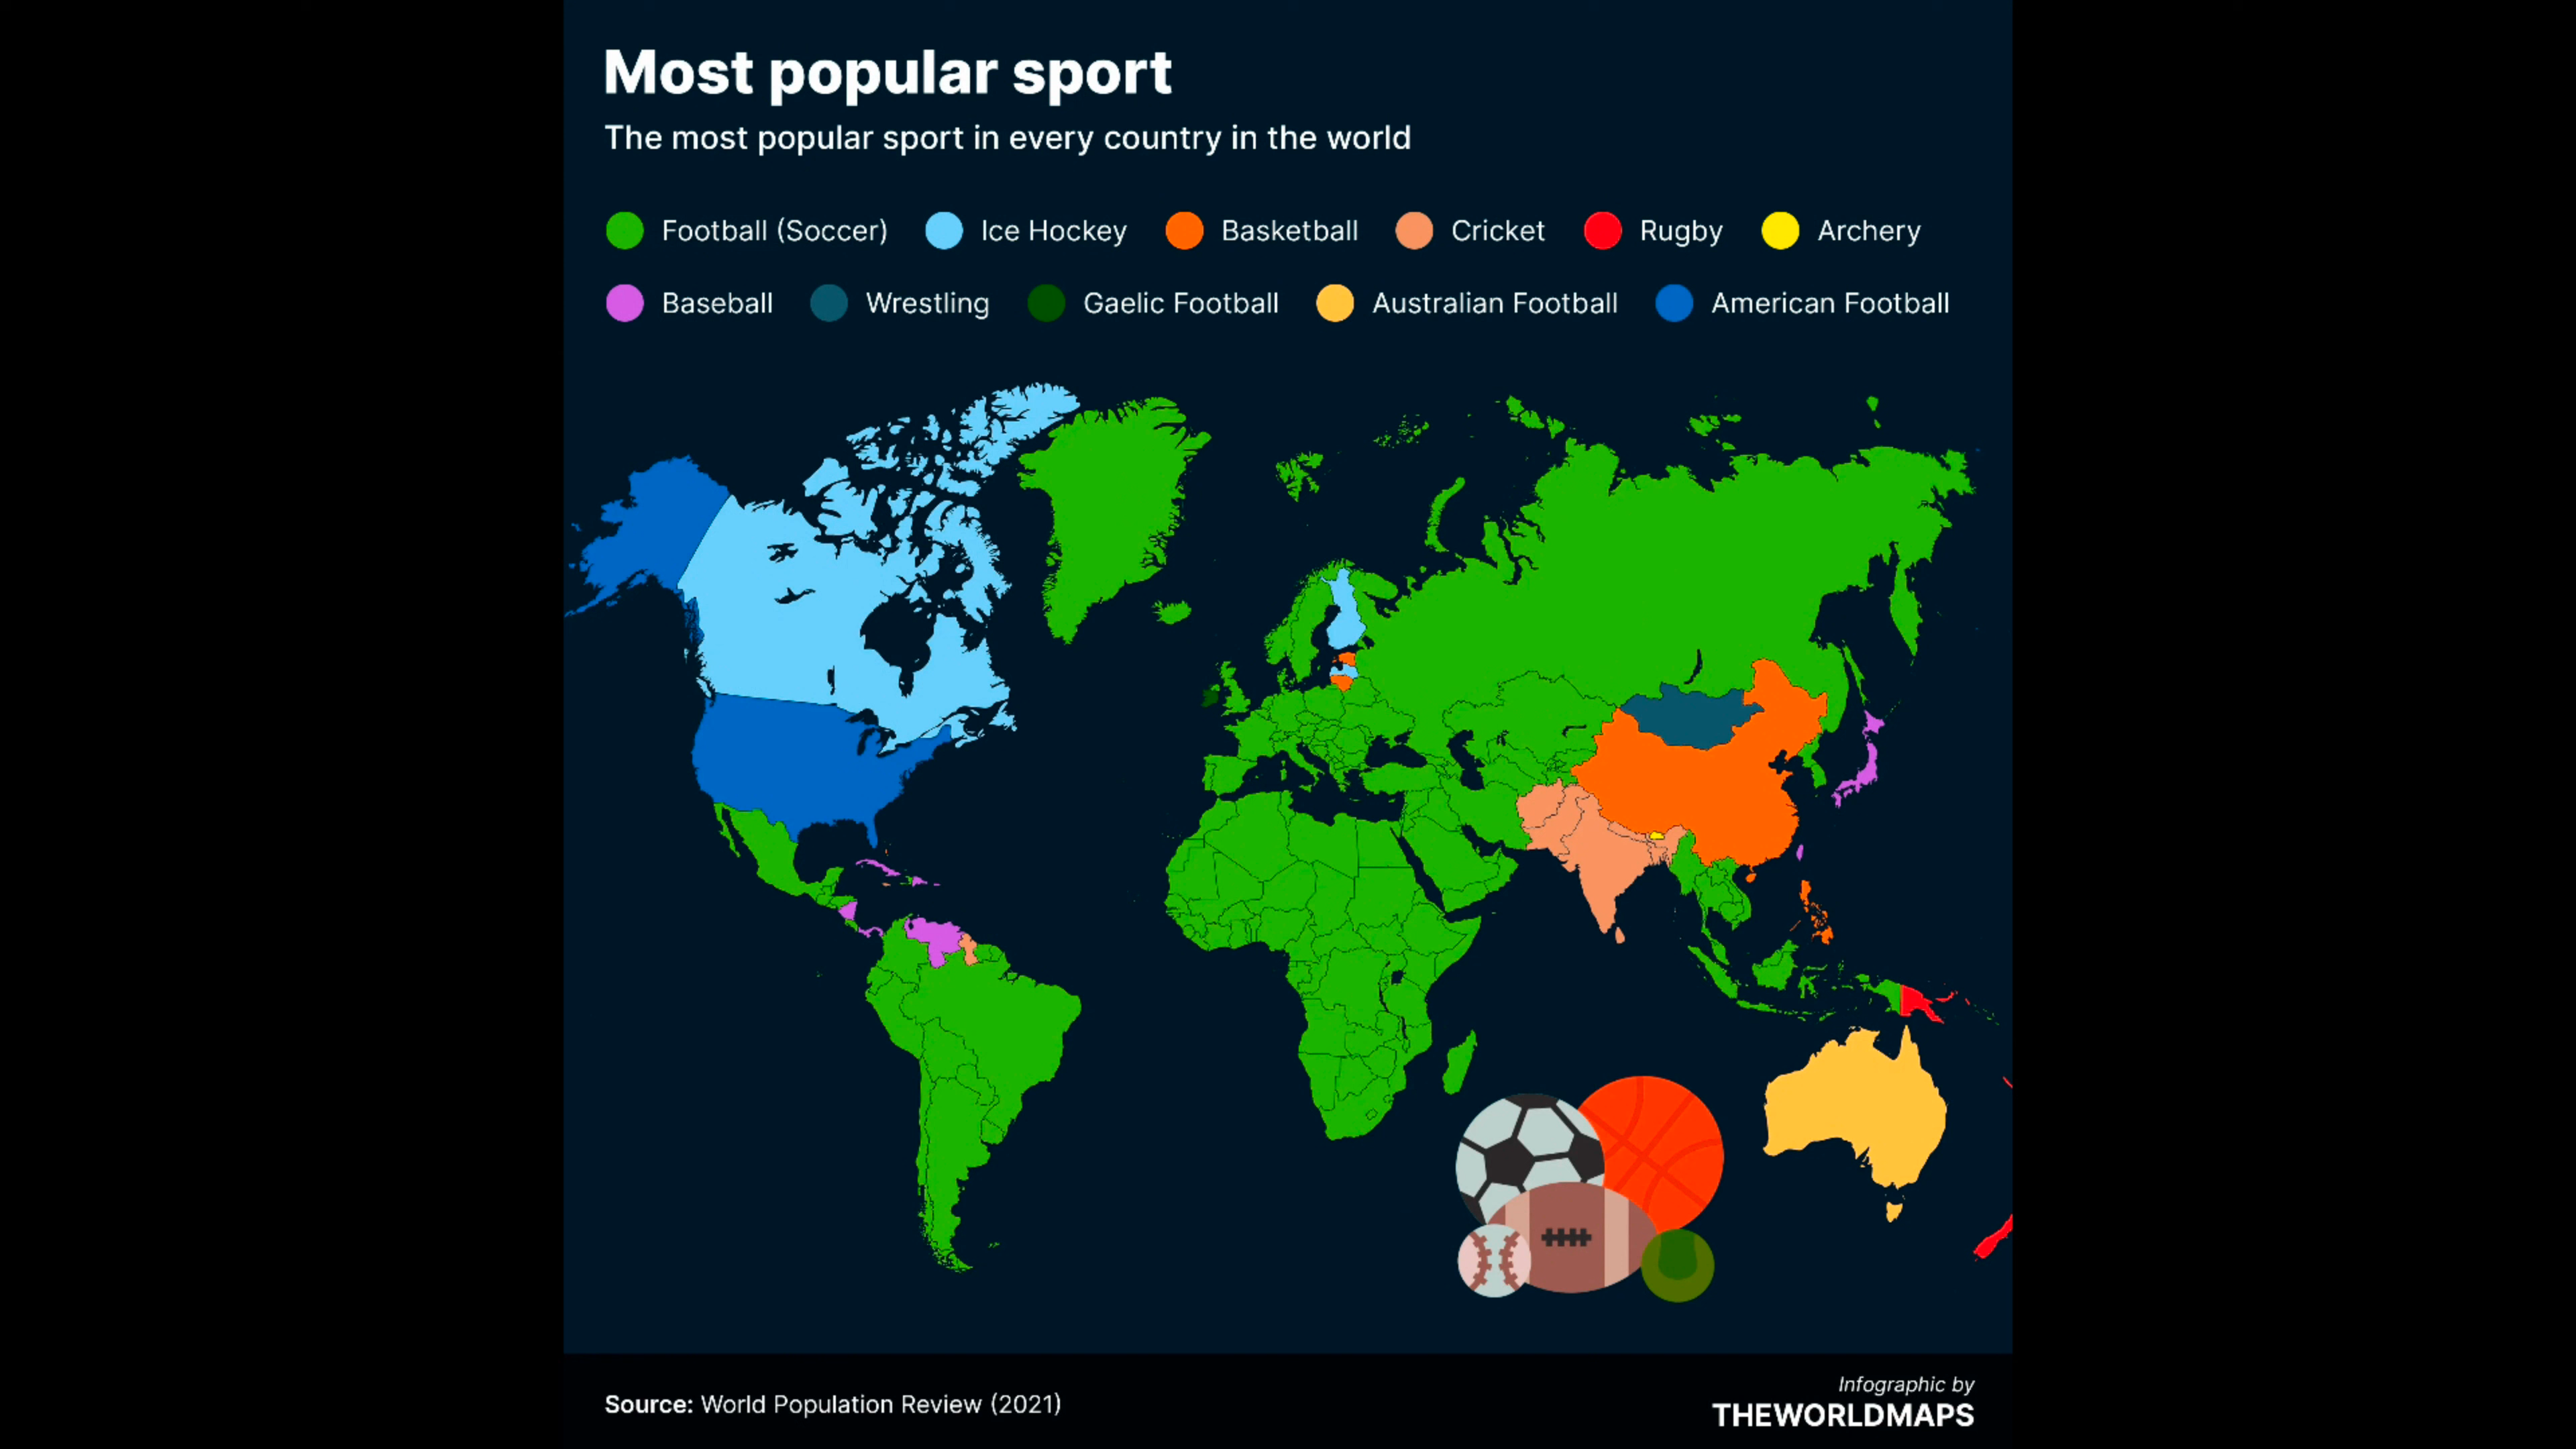 Most popular sport
The most popular sport in every country in the world
Football (Soccer) Ice Hockey Basketball Cricket Rugby Archery
Baseball Wrestling Gaelic Football Australian Football American Football
Source: World Population Review (2021)
Infographic by
THEWORLDMAPS